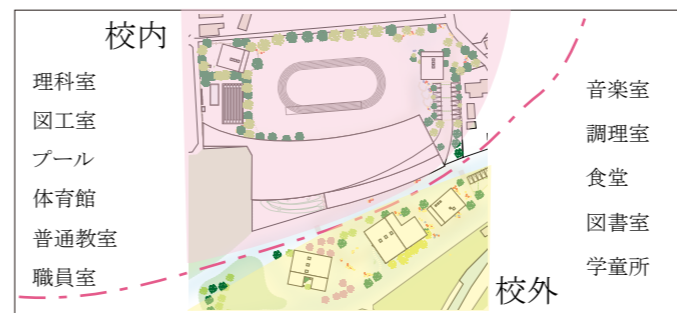 校内
理科室
図工室
プール
体育館
普通教室
職員室
音楽室
調理室
食堂
図書室
学童所
校外